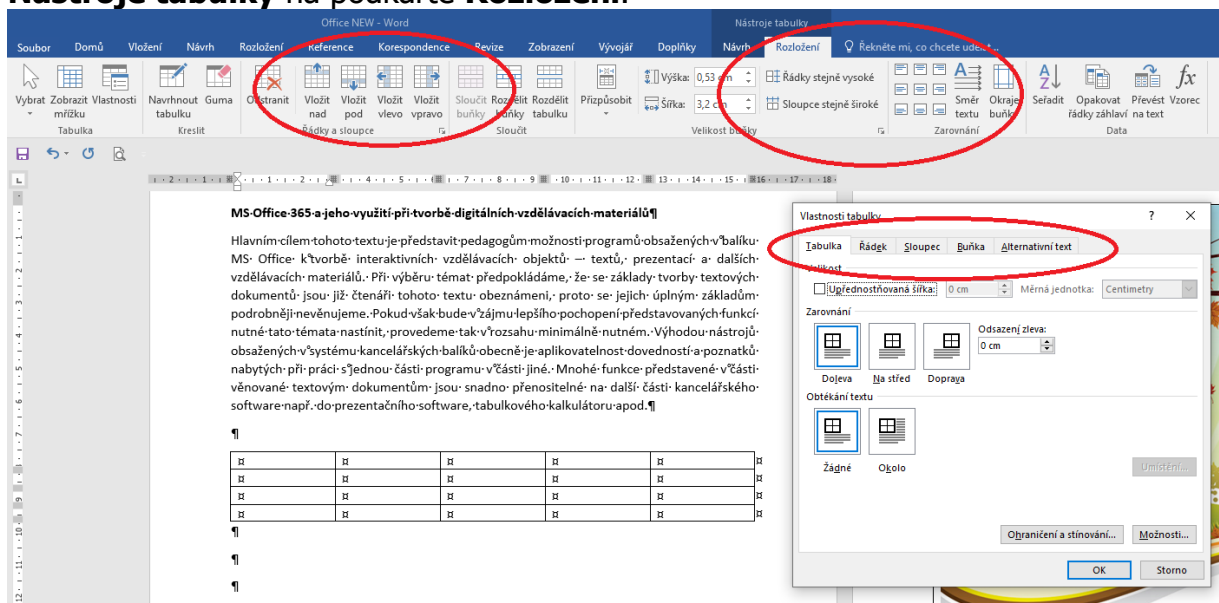 Nástroje tabulky na podkartě Rozložení.
Office NEW - Word
Nástroje tabulky
Soubor Domů Vložení Návrh Rozložení Reference Korespondence Revize Zobrazení Vývojář Doplňky Návrh Rozložení Řekněte mi, co chcete udělat...
Vybrat Zobrazit mřížku Vlastnosti
Tabulka
Navrhnout tabulku Guma
Kreslit
Odstranit Vložit nad Vložit pod Vložit vlevo Vložit vpravo
Řádky a sloupce
Sloučit buňky Rozdělit buňky Rozdělit tabulku
Sloučit
Přizpůsobit
Výška: 0,53 cm
Šířka: 3,2 cm
Řádky stejně vysoké
Sloupce stejně široké
Velikost buňky
Směr textu Okraje buňky
Zarovnání
Seřadit Opakovat řádky záhlaví Převést na text Vzorec
Data
MS·Office·365·a·jeho·využití·při·tvorbě·digitálních·vzdělávacích·materiálů¶
Hlavním·cílem·tohoto·textu·je·představit·pedagogům·možnosti·programů·obsažených·v°balíku·
MS· Office· k°tvorbě· interaktivních· vzdělávacích· objektů· –· textů,· prezentací· a· dalších·
vzdělávacích· materiálů.· Při· výběru· témat· předpokládáme,· že· se· základy· tvorby· textových·
dokumentů· jsou· již· čtenáři· tohoto· textu· obeznámeni,· proto· se· jejich· úplným· základům·
podrobněji·nevěnujeme.·Pokud·však·bude·v°zájmu·lepšího·pochopení·představovaných·funkcí·
nutné·tato·témata·nastínit,·provedeme·tak·v°rozsahu·minimálně·nutném.·Výhodou·nástrojů·
obsažených·v°systému·kancelářských·balíků·obecně·je·aplikovatelnost·dovedností·a·poznatků·
nabytých·při·práci·s°jednou·částí·programu·v°části·jiné.·Mnohé·funkce·představené·v°části·
věnované· textovým· dokumentům· jsou· snadno· přenositelné· na· další· části· kancelářského·
software·např.·do·prezentačního·software,·tabulkového·kalkulátoru·apod.¶
Vlastnosti tabulky
Tabulka Řádek Sloupec Buňka Alternativní text
Velikost
Upřednostňovaná šířka: 0 cm Měrná jednotka: Centimetry
Zarovnání
Odsazení zleva:
0 cm
Doleva Na střed Doprava
Obtékání textu
Žádné Okolo
Umístění...
Ohraničení a stínování... Možnosti...
OK Storno